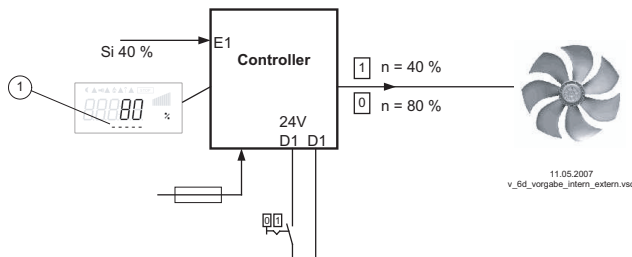 Si 40 %
E1
Controller
1 n = 40 %
0 n = 80 %
1
80
%
24V
D1 D1
0 1
11.05.2007
v_6d_vorgabe_intern_extern.vsd